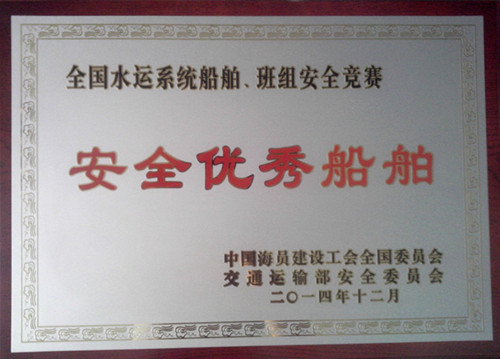 全国水运系统船舶、班组安全竞赛
安全优秀船舶
中国海员建设工会全国委员会
交通运输部安全委员会
二〇一四年十二月